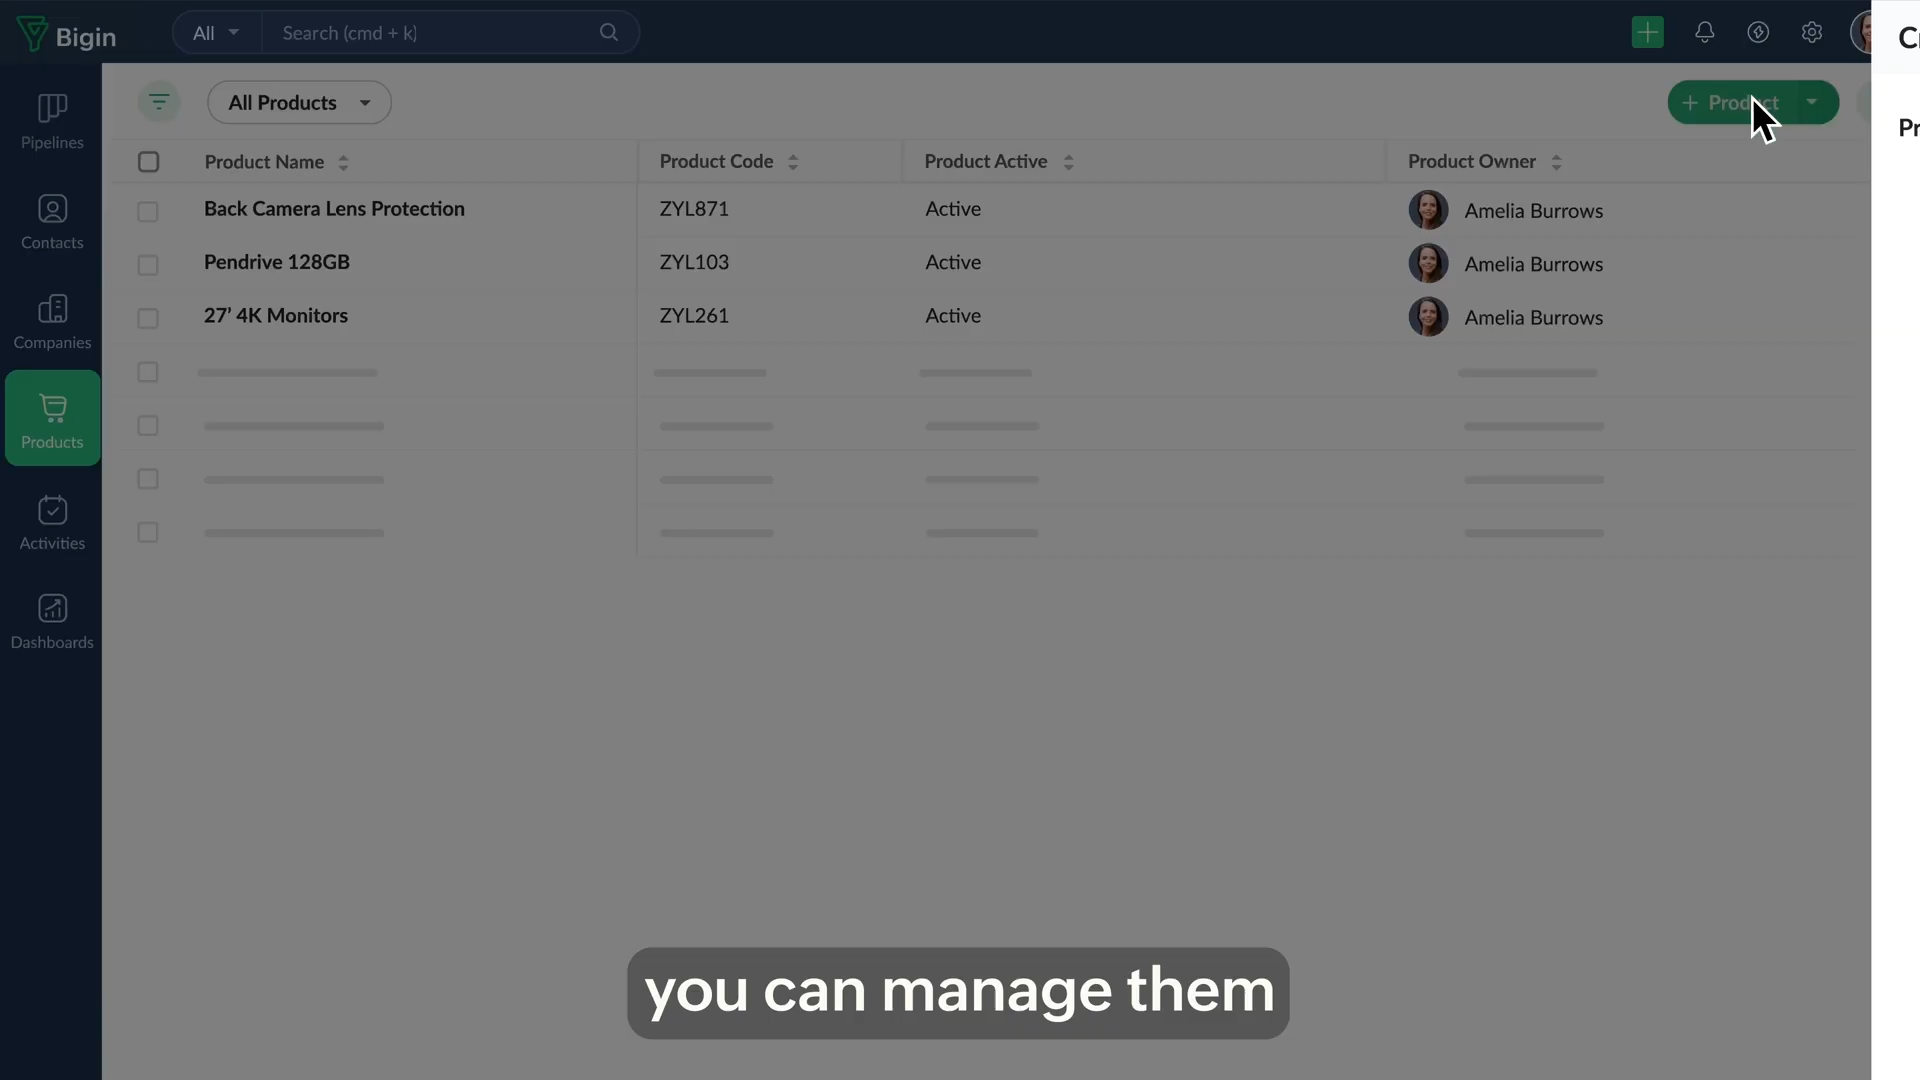 Bigin
All
Search (cmd + k)
Pipelines
Contacts
Companies
Products
Activities
Dashboards
All Products
+ Product
Product Name
Product Code
Product Active
Product Owner
Back Camera Lens Protection
ZYL871
Active
Amelia Burrows
Pendrive 128GB
ZYL103
Active
Amelia Burrows
27’ 4K Monitors
ZYL261
Active
Amelia Burrows
you can manage them